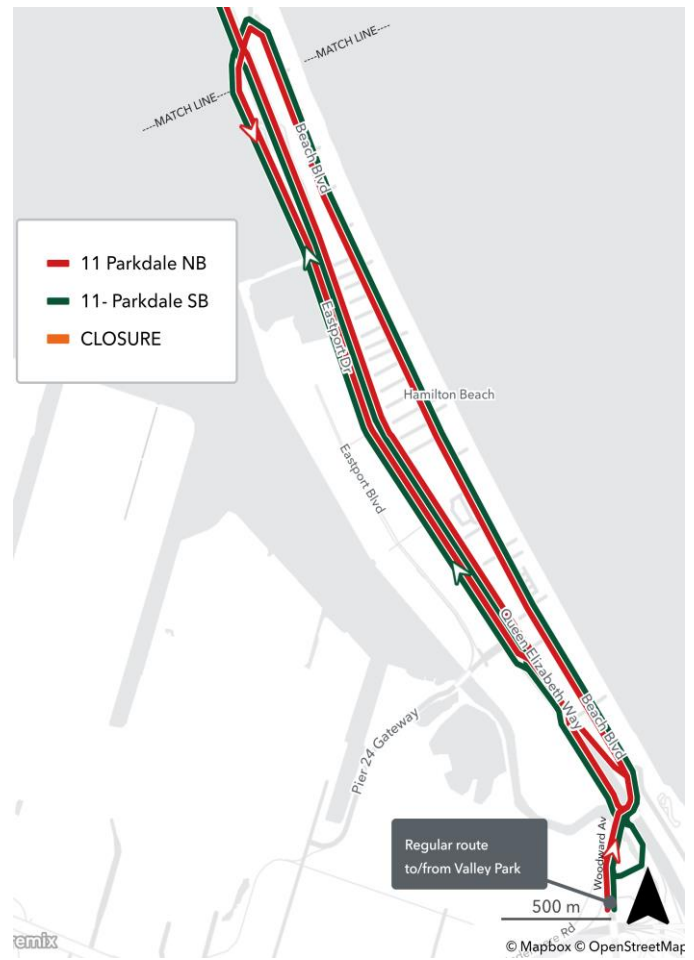 ----MATCH LINE----
----MATCH LINE----
Beach Blvd
11 Parkdale NB
11- Parkdale SB
CLOSURE
Eastport Dr
Hamilton Beach
Eastport Blvd
Queen Elizabeth Way
Beach Blvd
Pier 24 Gateway
Woodward Av
Regular route
to/from Valley Park
500 m
Rd
remix
© Mapbox © OpenStreetMap